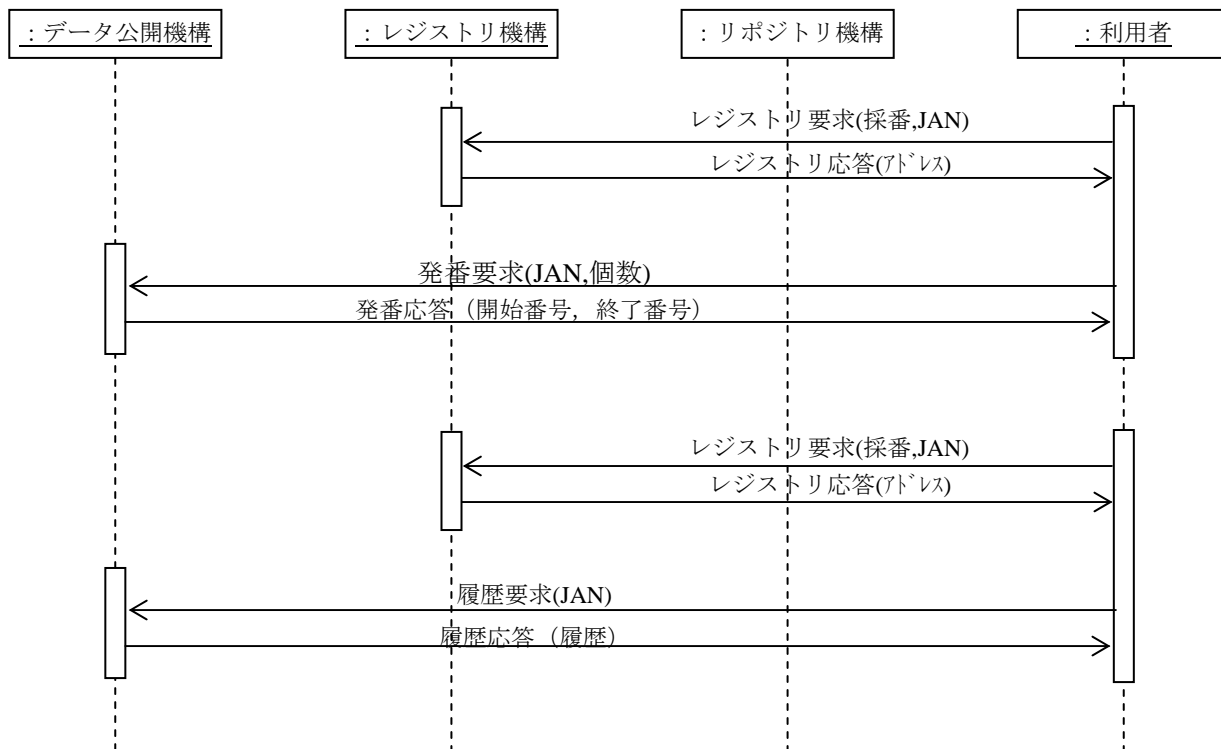 ：データ公開機構
：レジストリ機構
：リポジトリ機構
：利用者
レジストリ要求(採番,JAN)
レジストリ応答(ｱﾄﾞﾚｽ)
発番要求(JAN,個数)
発番応答（開始番号，終了番号）
レジストリ要求(採番,JAN)
レジストリ応答(ｱﾄﾞﾚｽ)
履歴要求(JAN)
履歴応答（履歴）